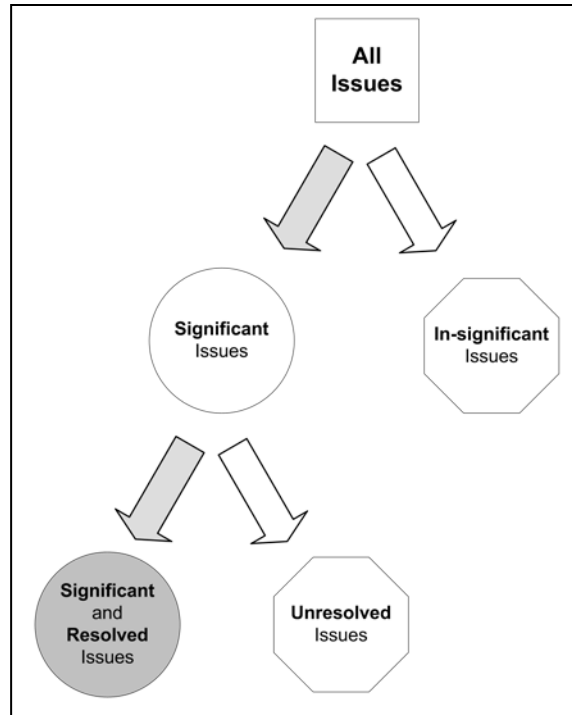 All
Issues
Significant
Issues
In-significant
Issues
Significant
and
Resolved
Issues
Unresolved
Issues